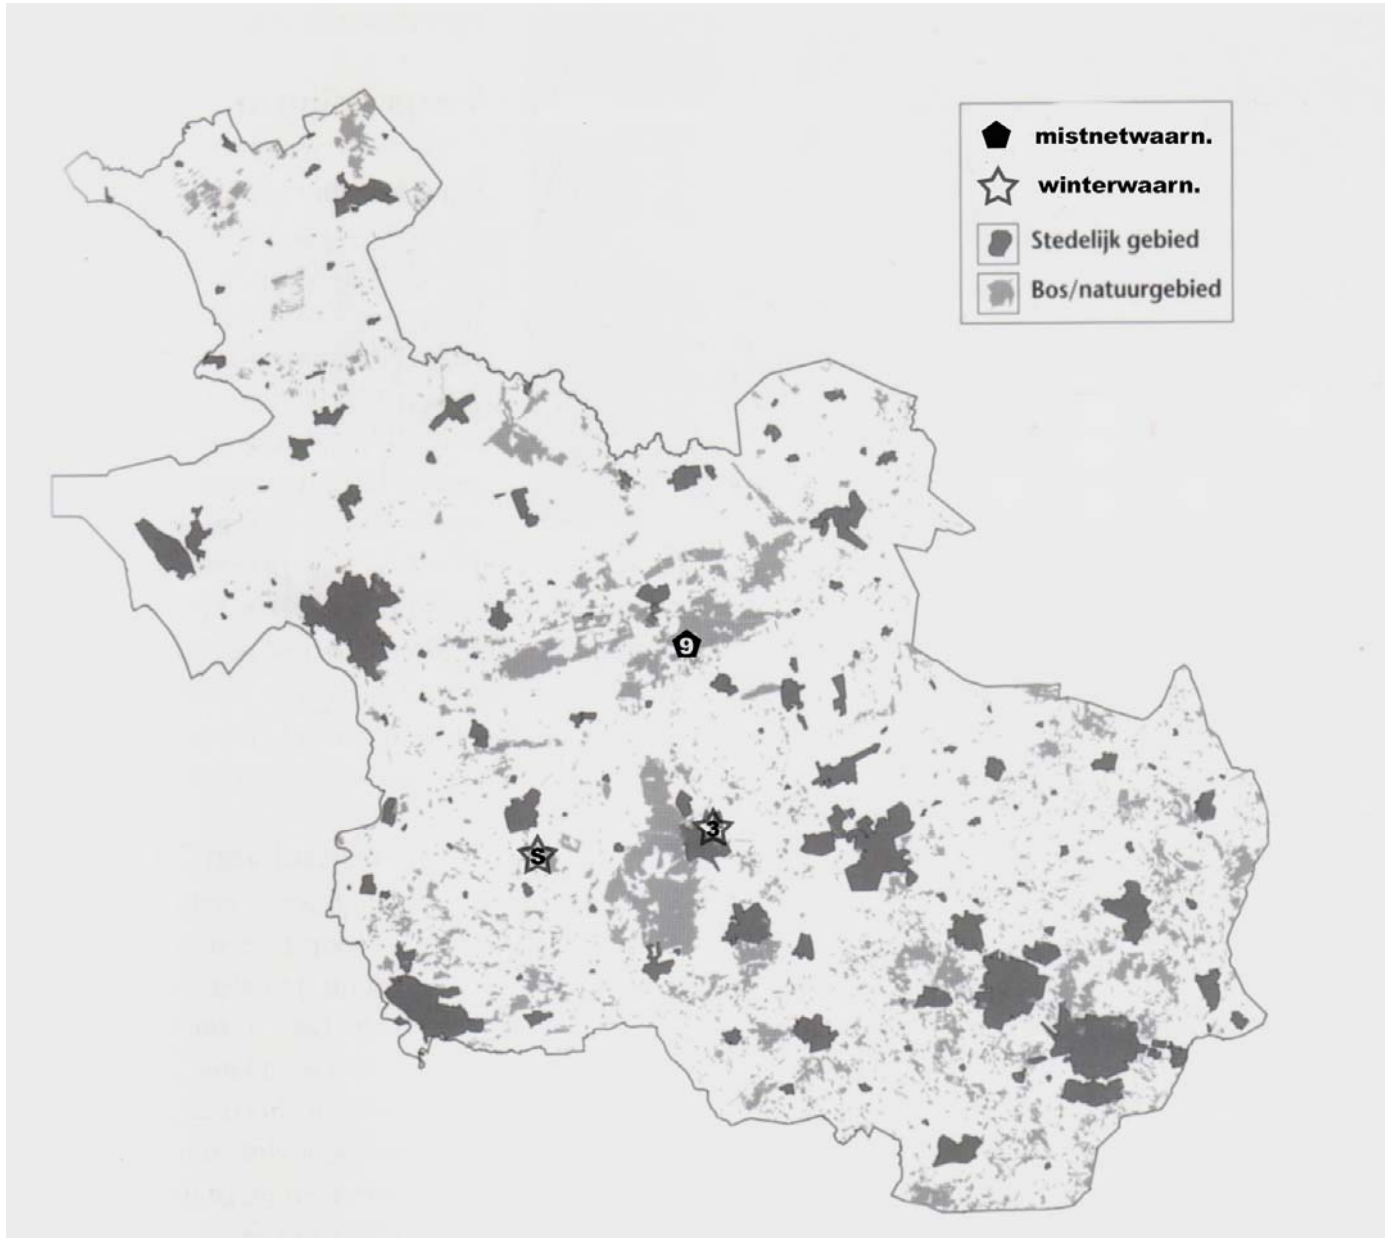 mistnetwaarn.
winterwaarn.
Stedelijk gebied
Bos/natuurgebied
9
3
S